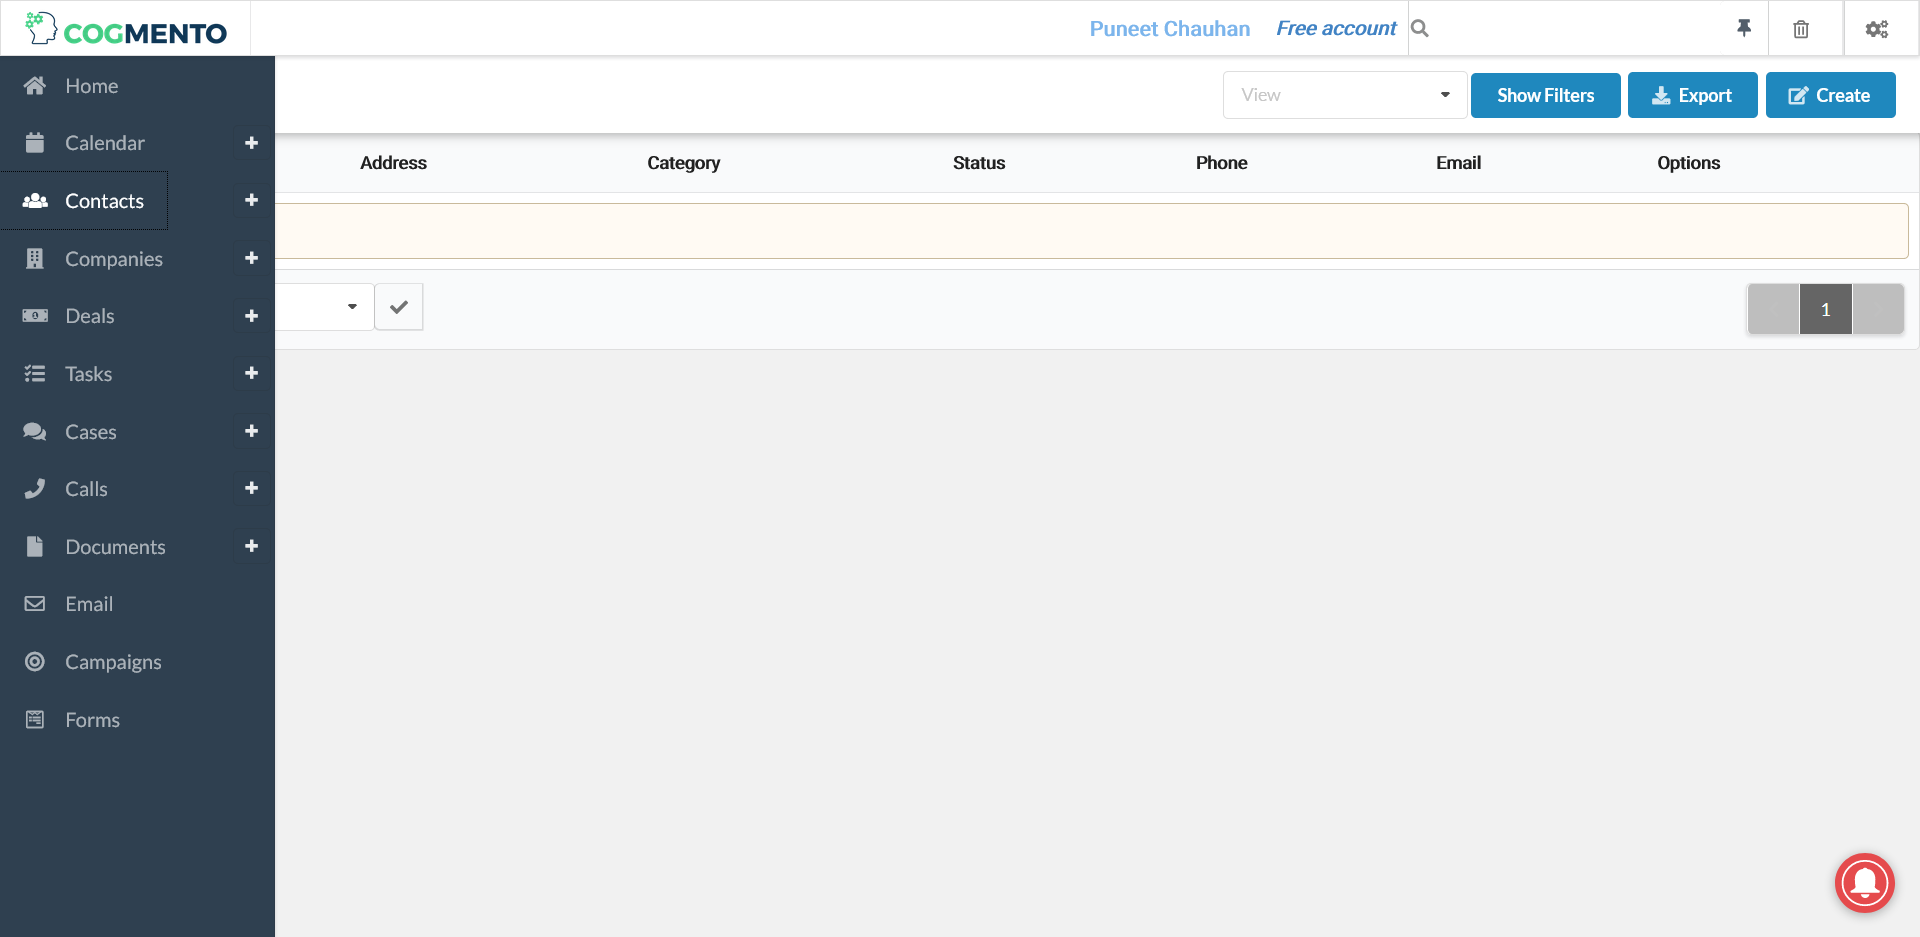 COGMENTO
Puneet Chauhan
Free account
Home
Calendar
Contacts
Companies
Deals
Tasks
Cases
Calls
Documents
Email
Campaigns
Forms
View
Show Filters
Export
Create
Address Category Status Phone Email Options
1